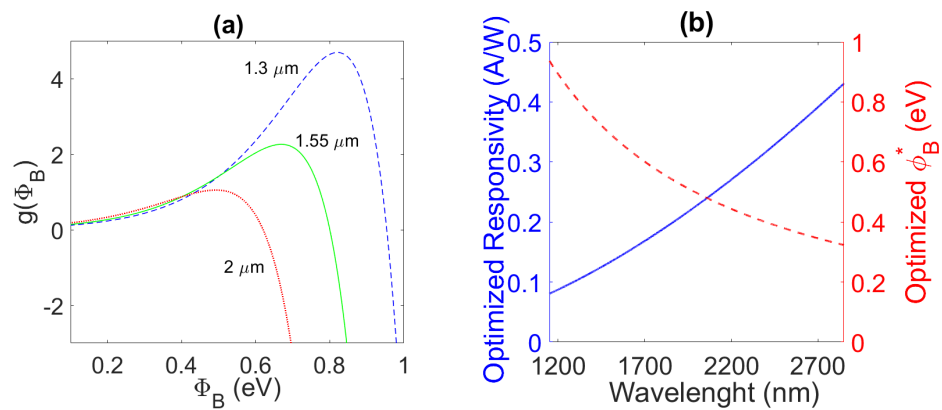 (a)
g(Φ_B)
4
2
0
-2
1.3 μm
1.55 μm
2 μm
0.2 0.4 0.6 0.8 1
Φ_B (eV)
(b)
Optimized Responsivity (A/W)
0.5
0.4
0.3
0.2
0.1
0
1
0.8
0.6
0.4
0.2
0
Optimized ϕ_B^* (eV)
1200 1700 2200 2700
Wavelenght (nm)